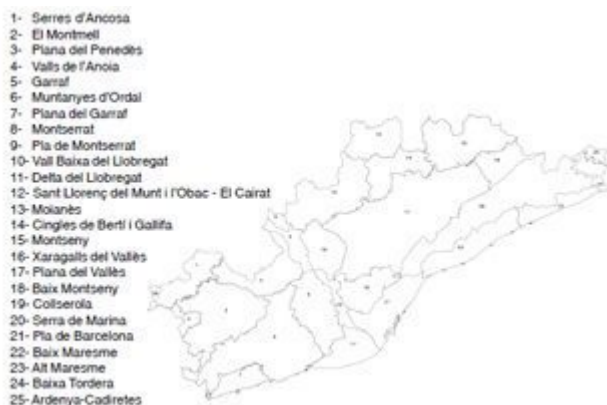 1- Serres d'Ancosa
2- El Montmell
3- Plana del Penedès
4- Valls de l'Anoia
5- Garraf
6- Muntanyes d'Ordal
7- Plana del Garraf
8- Montserrat
9- Pla de Montserrat
10- Vall Baixa del Llobregat
11- Delta del Llobregat
12- Sant Llorenç del Munt i l'Obac - El Cairat
13- Moianès
14- Cingles de Bertí i Gallifa
15- Montseny
16- Xaragalls del Vallès
17- Plana del Vallès
18- Baix Montseny
19- Collserola
20- Serra de Marina
21- Pla de Barcelona
22- Baix Maresme
23- Alt Maresme
24- Baixa Tordera
25- Ardenya-Cadiretes